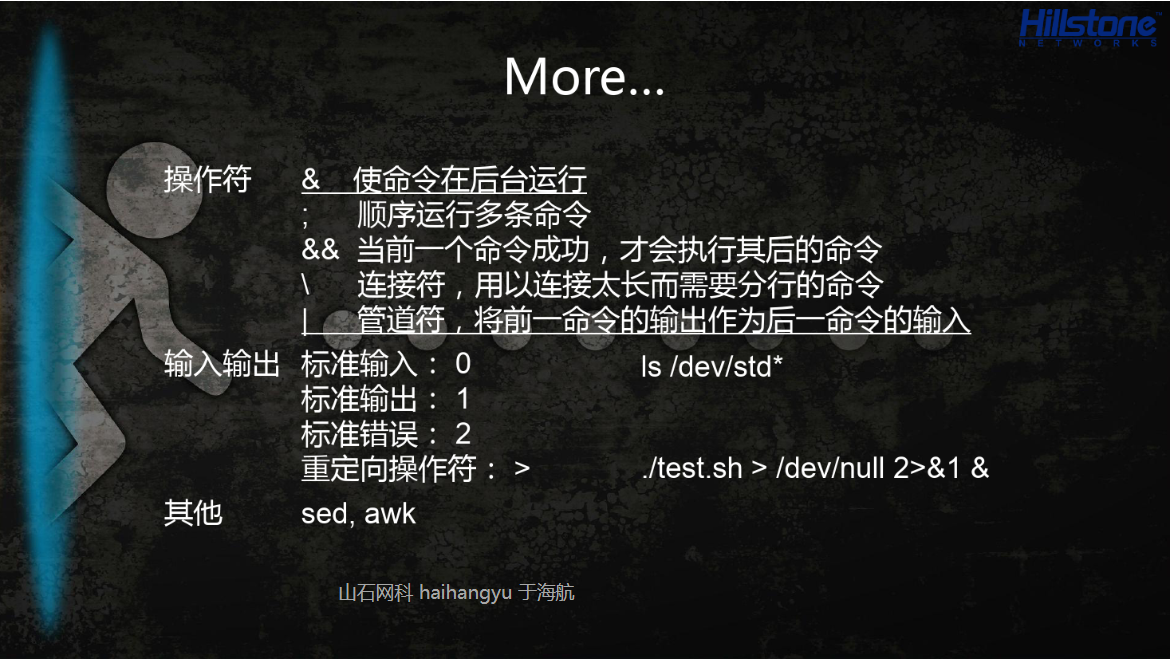 Hillstone
NETWORKS
More...
操作符 & 使命令在后台运行
; 顺序运行多条命令
&& 当前一个命令成功，才会执行其后的命令
\ 连接符，用以连接太长而需要分行的命令
| 管道符，将前一命令的输出作为后一命令的输入
输入输出 标准输入： 0 ls /dev/std*
标准输出： 1
标准错误： 2
重定向操作符： > ./test.sh > /dev/null 2>&1 &
其他 sed, awk
山石网科 haihangyu 于海航